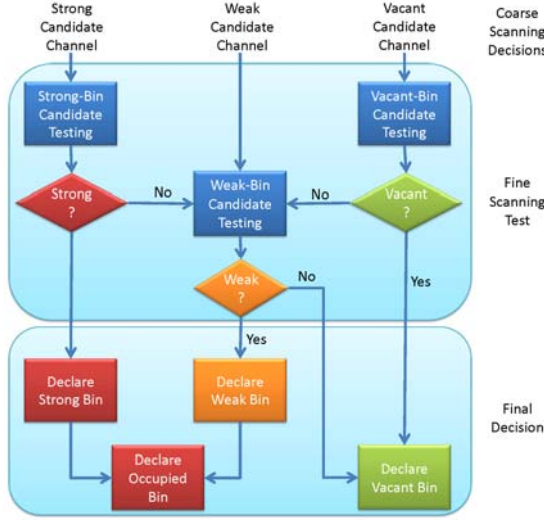 Strong
Candidate
Channel
Weak
Candidate
Channel
Vacant
Candidate
Channel
Coarse
Scanning
Decisions
Strong-Bin
Candidate
Testing
Vacant-Bin
Candidate
Testing
Strong
?
No
Weak-Bin
Candidate
Testing
No
Vacant
?
Fine
Scanning
Test
Weak
?
No
Yes
Yes
Declare
Strong Bin
Declare
Weak Bin
Final
Decision
Declare
Occupied
Bin
Declare
Vacant Bin